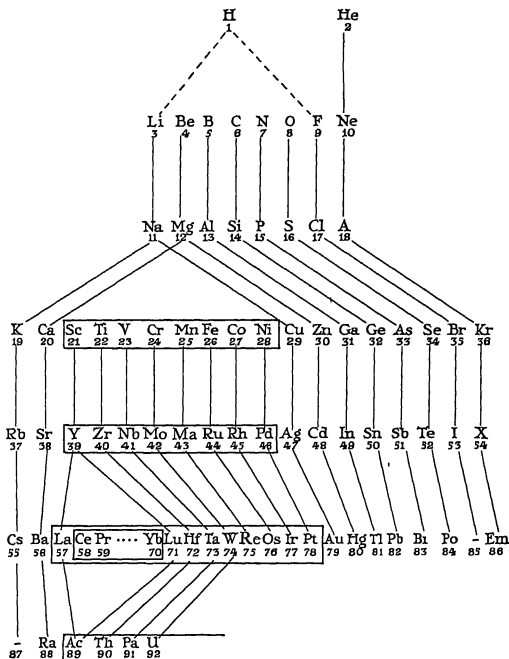 H He
1 2
Li Be B C N O F Ne
3 4 5 6 7 8 9 10
Na Mg Al Si P S Cl A
11 12 13 14 15 16 17 18
K Ca Sc Ti V Cr Mn Fe Co Ni Cu Zn Ga Ge As Se Br Kr
19 20 21 22 23 24 25 26 27 28 29 30 31 32 33 34 35 36
Rb Sr Y Zr Nb Mo Ma Ru Rh Pd Ag Cd In Sn Sb Te I X
37 38 39 40 41 42 43 44 45 46 47 48 49 50 51 52 53 54
Cs Ba La Ce Pr ···· Yb Lu Hf Ta W Re Os Ir Pt Au Hg Tl Pb Bi Po - Em
55 56 57 58 59 70 71 72 73 74 75 76 77 78 79 80 81 82 83 84 85 86
- Ra Ac Th Pa U
87 88 89 90 91 92